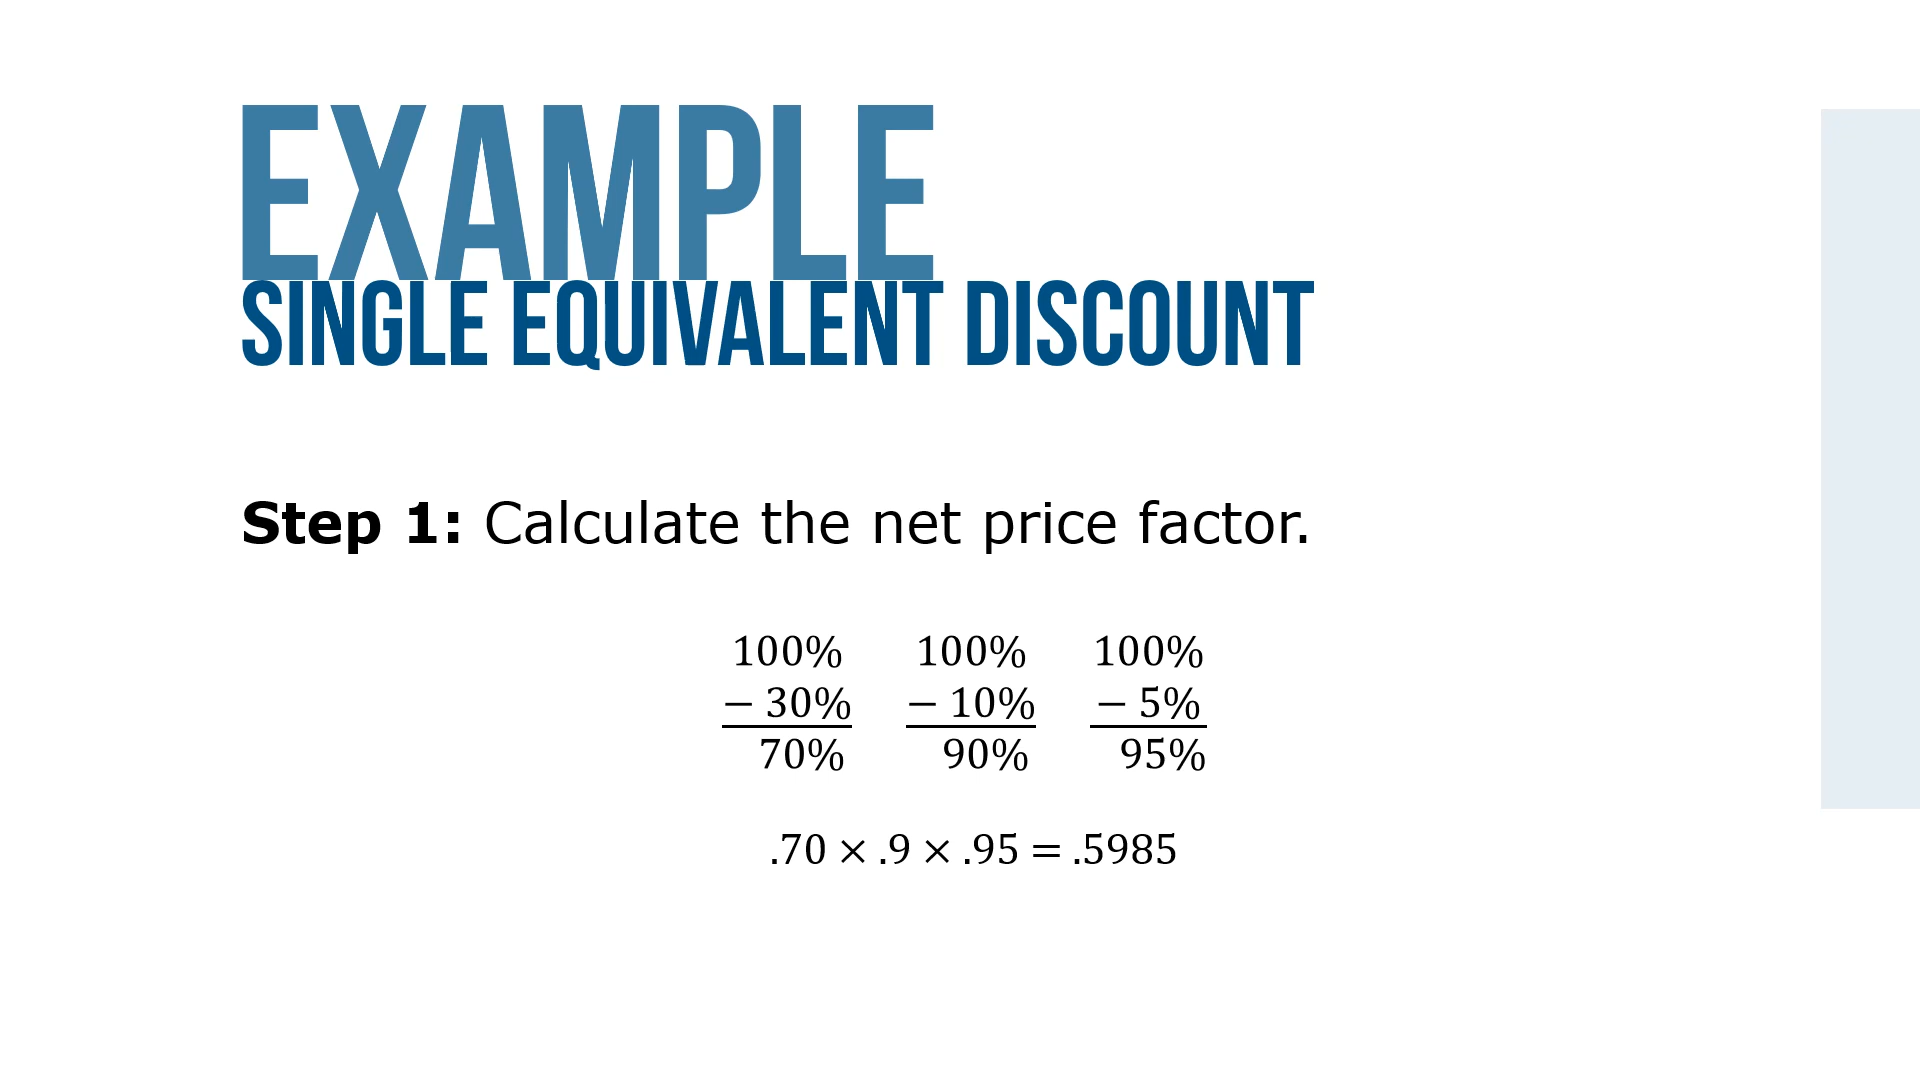 EXAMPLE
SINGLE EQUIVALENT DISCOUNT
Step 1: Calculate the net price factor.
100% 100% 100%
− 30% − 10% − 5%
70% 90% 95%
.70 × .9 × .95 = .5985